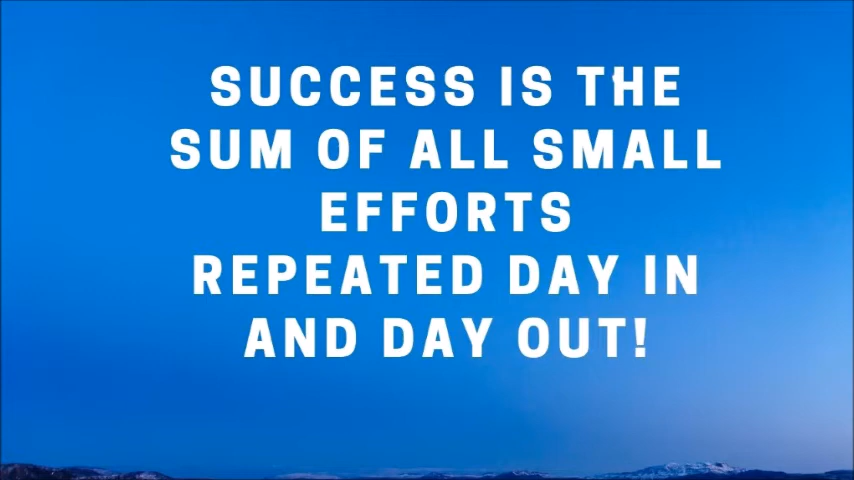 SUCCESS IS THE
SUM OF ALL SMALL
EFFORTS
REPEATED DAY IN
AND DAY OUT!